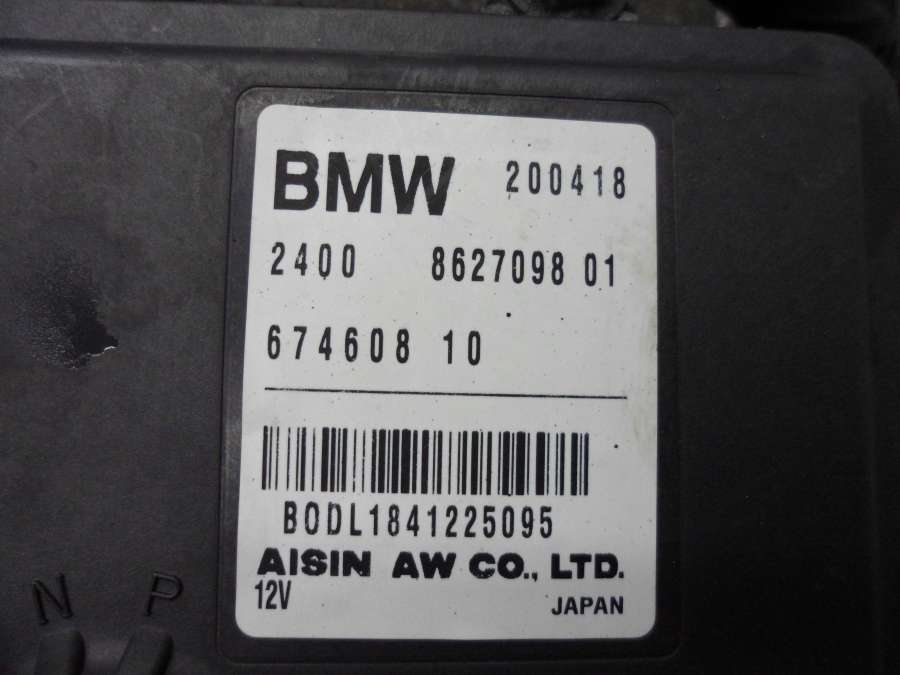 BMW 200418
2400 8627098 01
674608 10
BODL1841225095
AISIN AW CO., LTD.
12V JAPAN
N P